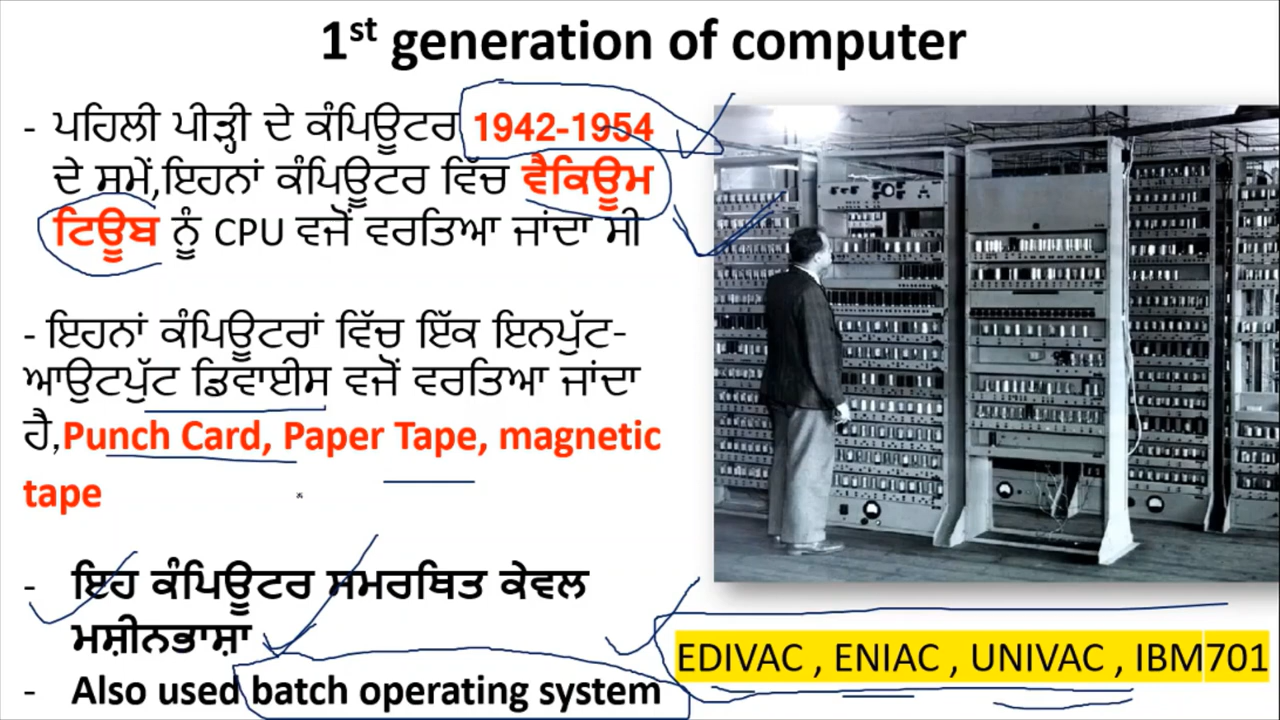 1st generation of computer
- ਪਹਿਲੀ ਪੀੜ੍ਹੀ ਦੇ ਕੰਪਿਊਟਰ 1942-1954
ਦੇ ਸਮੇਂ,ਇਹਨਾਂ ਕੰਪਿਊਟਰ ਵਿੱਚ ਵੈਕਿਊਮ
ਟਿਊਬ ਨੂੰ CPU ਵਜੋਂ ਵਰਤਿਆ ਜਾਂਦਾ ਸੀ
- ਇਹਨਾਂ ਕੰਪਿਊਟਰਾਂ ਵਿੱਚ ਇੱਕ ਇਨਪੁੱਟ-
ਆਉਟਪੁੱਟ ਡਿਵਾਈਸ ਵਜੋਂ ਵਰਤਿਆ ਜਾਂਦਾ
ਹੈ,Punch Card, Paper Tape, magnetic
tape
- ਇਹ ਕੰਪਿਊਟਰ ਸਮਰਥਿਤ ਕੇਵਲ
ਮਸ਼ੀਨਭਾਸ਼ਾ
- Also used batch operating system
EDIVAC , ENIAC , UNIVAC , IBM701